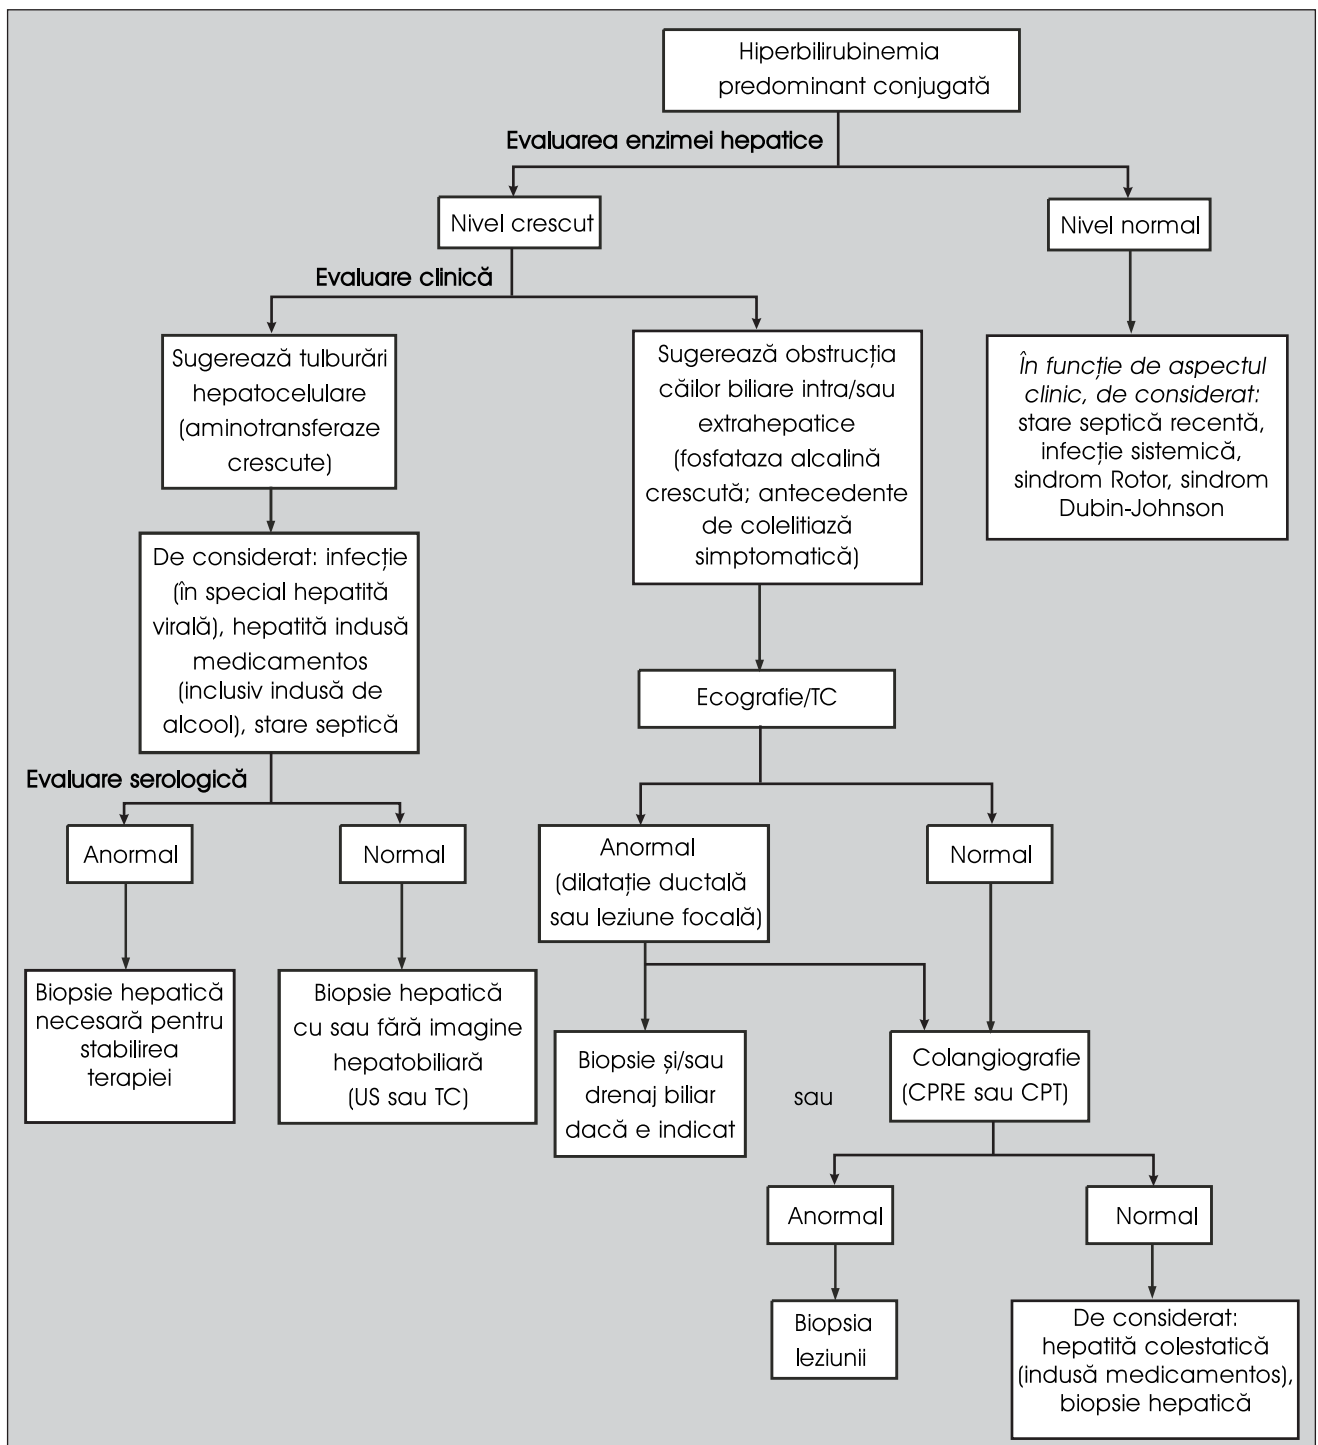 Hiperbilirubinemia
predominant conjugată
Evaluarea enzimei hepatice
Nivel crescut
Nivel normal
Evaluare clinică
Sugerează tulburări
hepatocelulare
(aminotransferaze
crescute)
Sugerează obstrucția
căilor biliare intra/sau
extrahepatice
(fosfataza alcalină
crescută; antecedente
de colelitiază
simptomatică)
În funcție de aspectul
clinic, de considerat:
stare septică recentă,
infecție sistemică,
sindrom Rotor, sindrom
Dubin-Johnson
De considerat: infecție
(în special hepatită
virală), hepatită indusă
medicamentos
(inclusiv indusă de
alcool), stare septică
Ecografie/TC
Evaluare serologică
Anormal
Normal
Anormal
(dilatație ductală
sau leziune focală)
Normal
Biopsie hepatică
necesară pentru
stabilirea
terapiei
Biopsie hepatică
cu sau fără imagine
hepatobiliară
(US sau TC)
Biopsie și/sau
drenaj biliar
dacă e indicat
sau
Colangiografie
(CPRE sau CPT)
Anormal
Normal
Biopsia
leziunii
De considerat:
hepatită colestatică
(indusă medicamentos),
biopsie hepatică